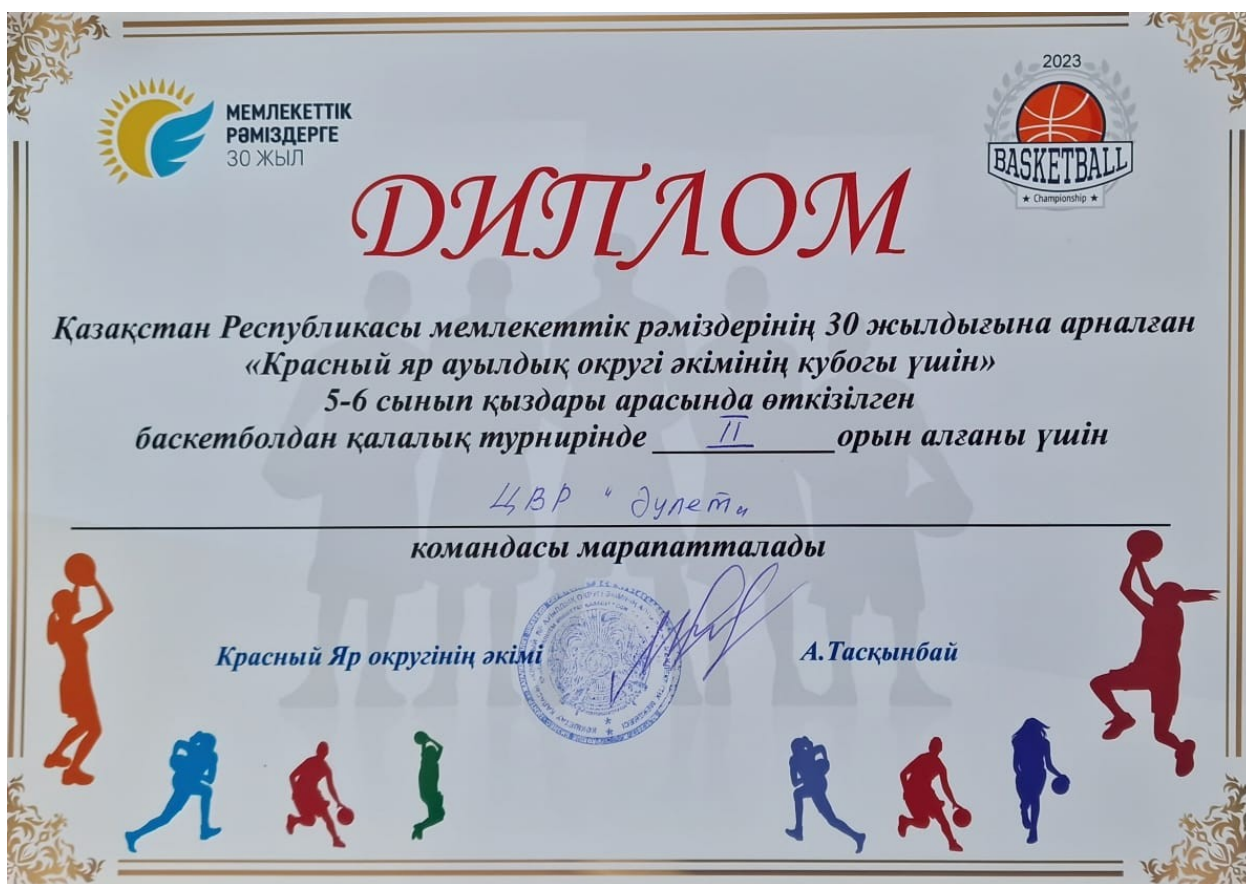 МЕМЛЕКЕТТІК
РӘМІЗДЕРГЕ
30 ЖЫЛ
2023
BASKETBALL
★ Championship ★
ДИПЛОМ
Қазақстан Республикасы мемлекеттік рәміздерінің 30 жылдығына арналған
«Красный яр ауылдық округі әкімінің кубогы үшін»
5-6 сынып қыздары арасында өткізілген
баскетболдан қалалық турнирінде II орын алғаны үшін
ЦВР "Әулет"
командасы марапатталады
Красный Яр округінің әкімі
А.Тасқынбай